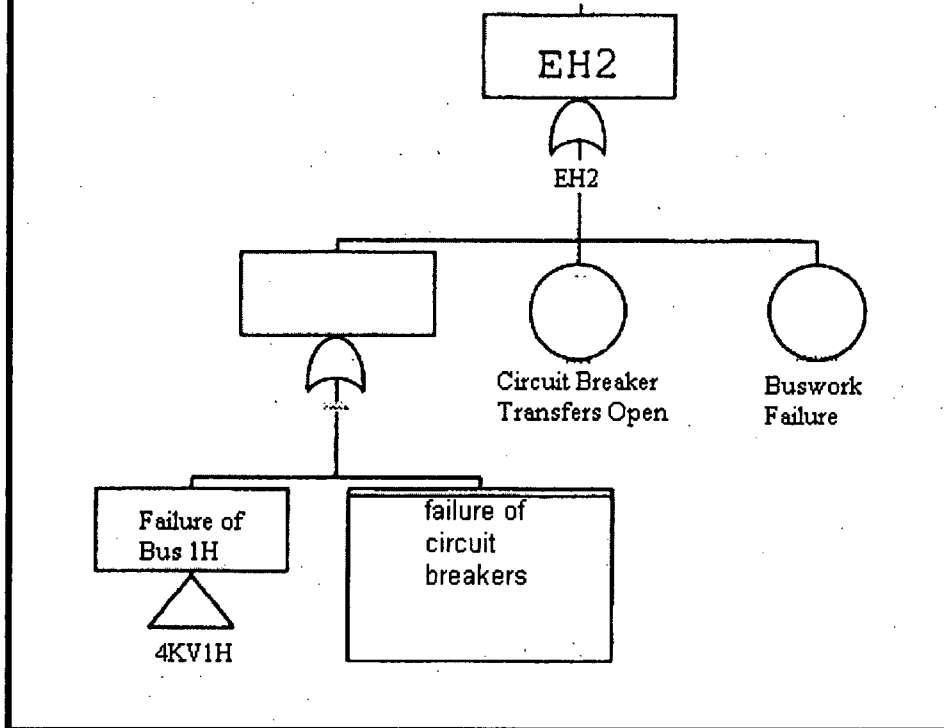 EH2
EH2
Circuit Breaker
Transfers Open
Buswork
Failure
Failure of
Bus 1H
failure of
circuit
breakers
4KV1H